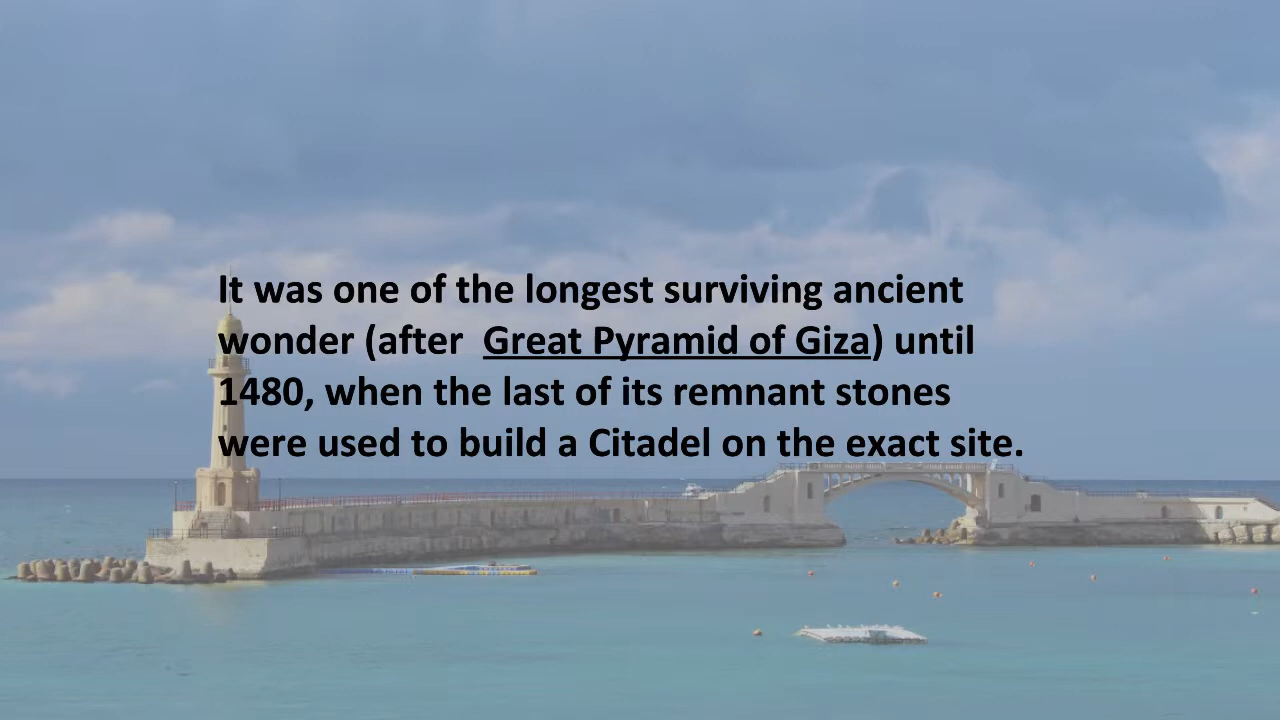 It was one of the longest surviving ancient
wonder (after  Great Pyramid of Giza) until
1480, when the last of its remnant stones
were used to build a Citadel on the exact site.